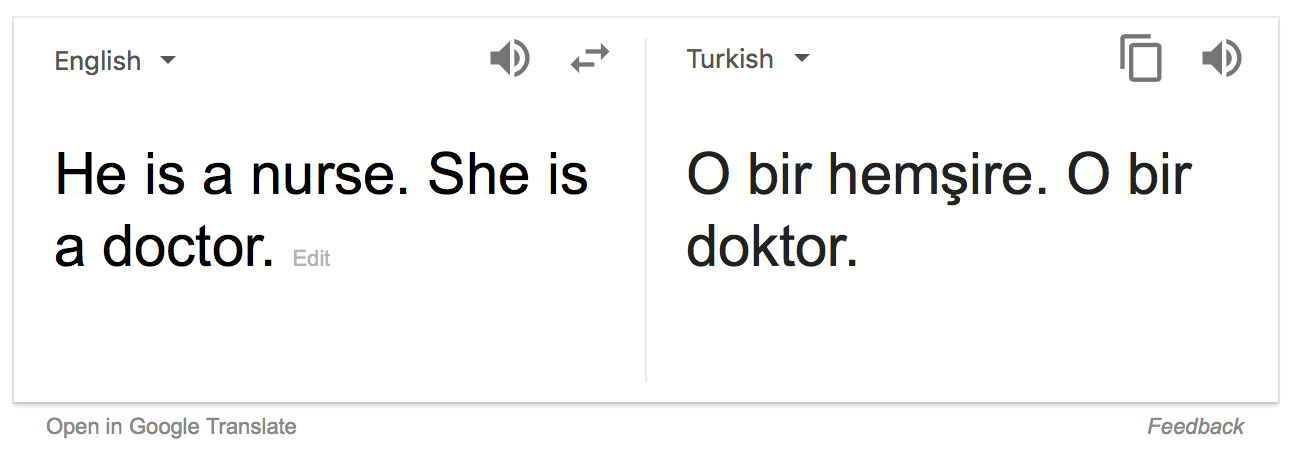 English
Turkish
He is a nurse. She is
a doctor. Edit
O bir hemşire. O bir
doktor.
Open in Google Translate
Feedback